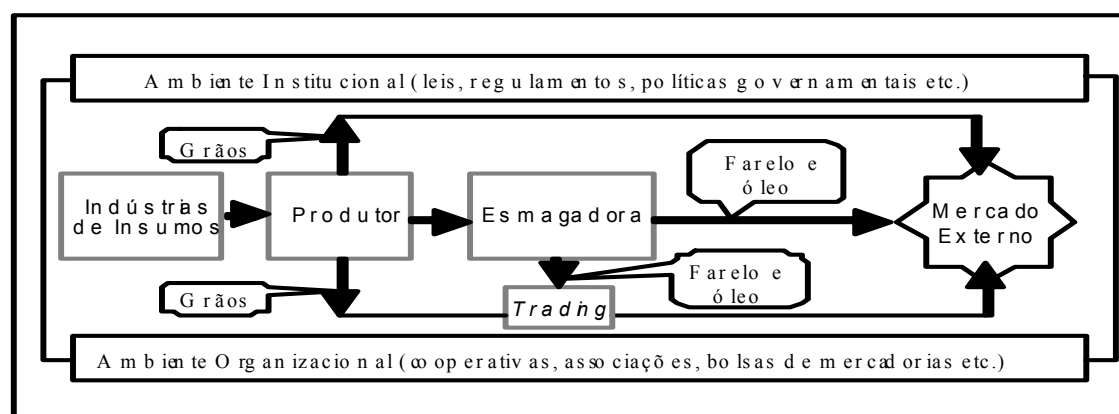 Ambiente Institucional (leis, regulamentos, políticas governamentais etc.)
Grãos
Farelo e
óleo
Indústrias
de Insumos
Produtor
Esmagadora
Mercado
Externo
Grãos
Farelo e
óleo
Trading
Ambiente Organizacional (cooperativas, associações, bolsas de mercadorias etc.)